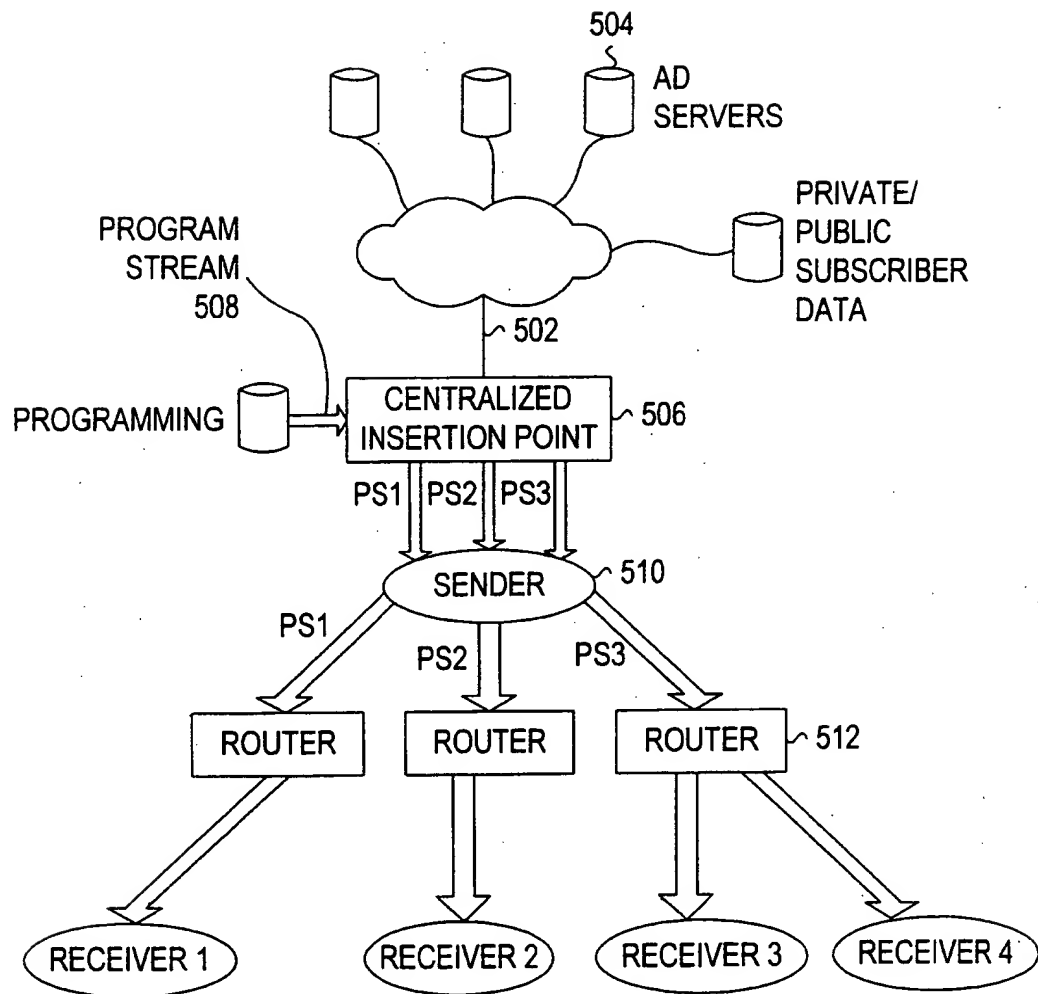 504
AD
SERVERS
PRIVATE/
PUBLIC
SUBSCRIBER
DATA
PROGRAM
STREAM
508
502
PROGRAMMING
CENTRALIZED
INSERTION POINT
506
PS1 PS2 PS3
SENDER
510
PS1
PS2
PS3
ROUTER
ROUTER
ROUTER
512
RECEIVER 1
RECEIVER 2
RECEIVER 3
RECEIVER 4